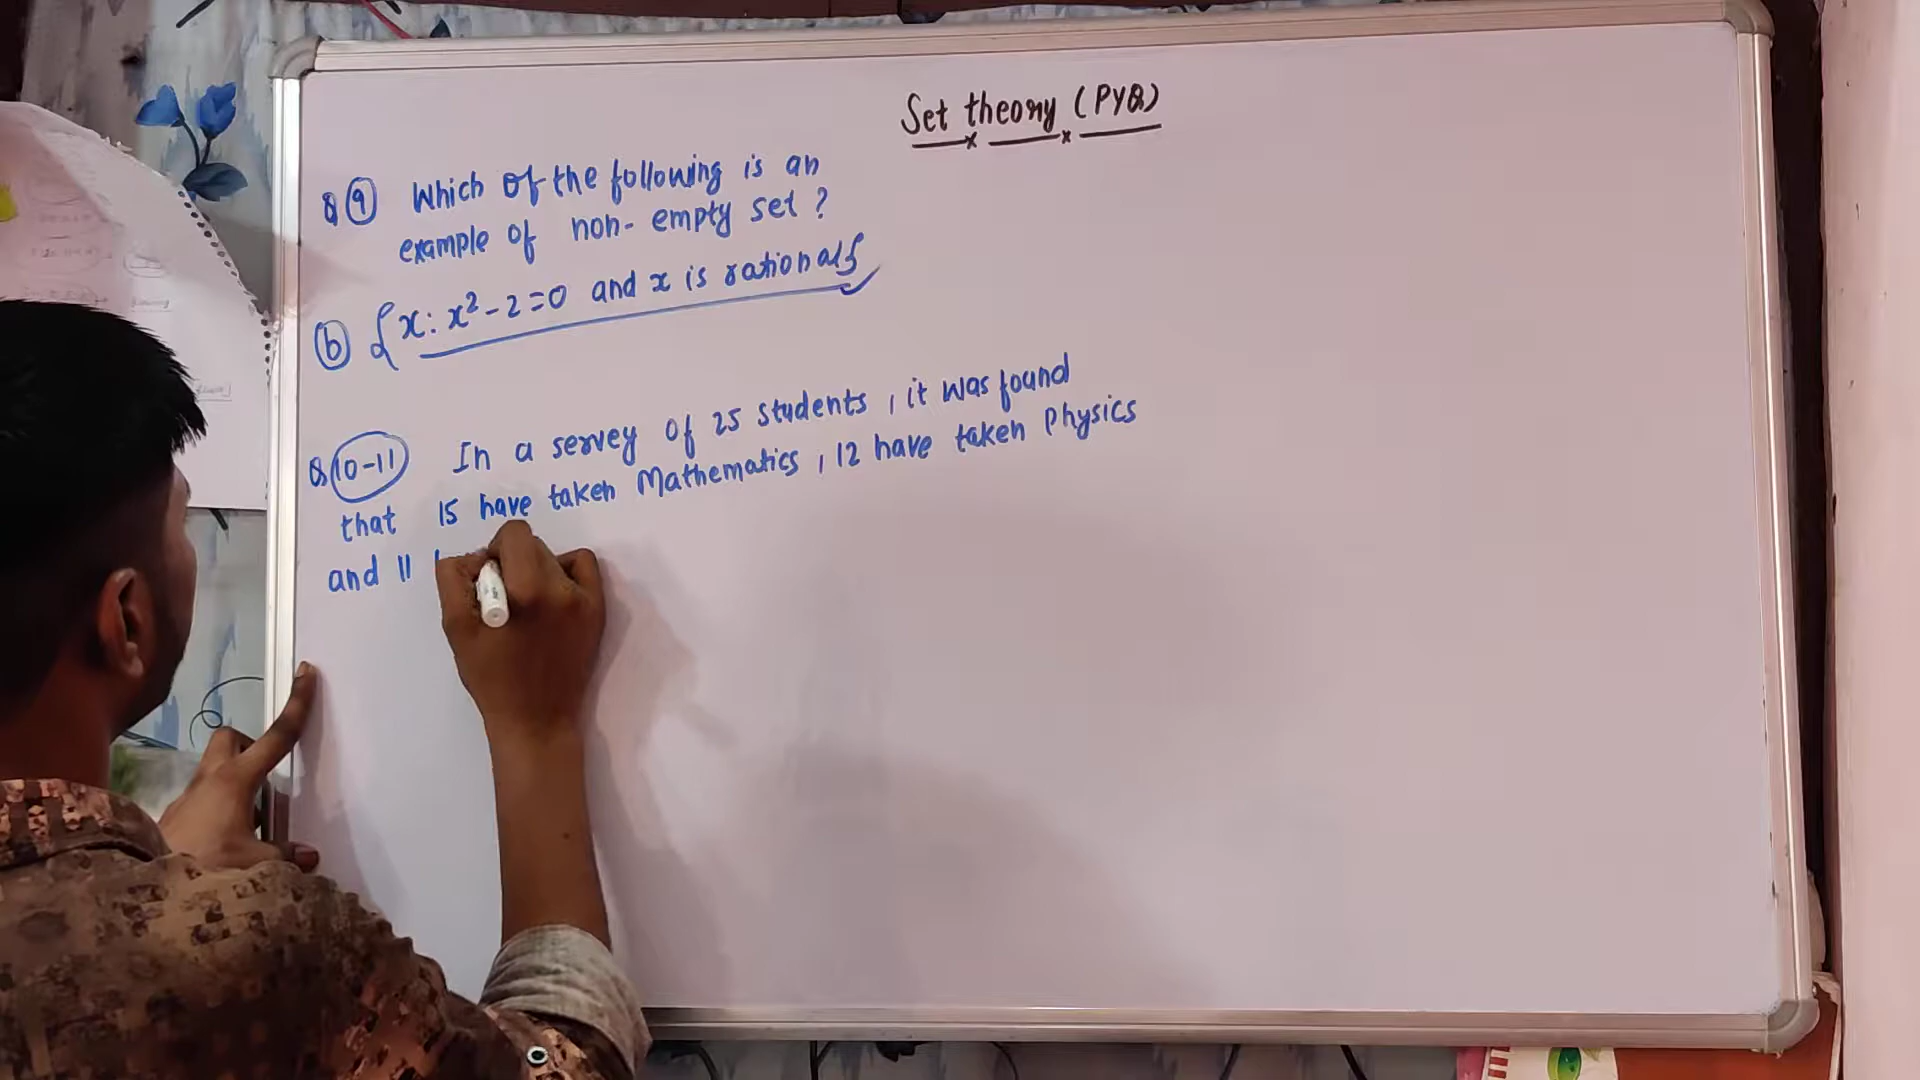 Set theory (PYQ)
Q 9 Which of the following is an
example of non-empty set ?
b {x: x² - 2 = 0 and x is rational}
Q 10-11 In a servey of 25 students, it was found
that 15 have taken Mathematics, 12 have taken Physics
and 11